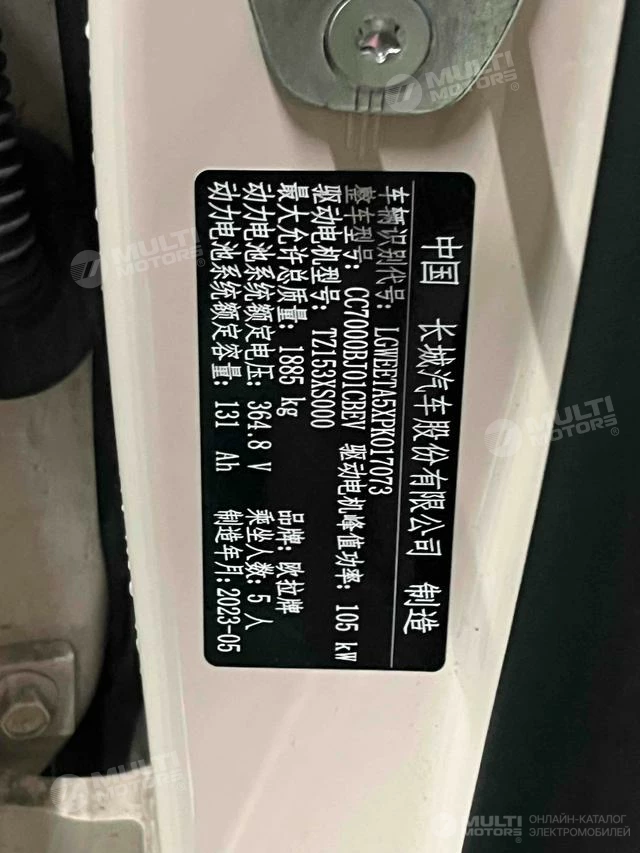 中国 长城汽车股份有限公司 制造
车辆识别代号: LGWEETA5XPK017073
整车型号: CC7000BJ01CBEV 驱动电机峰值功率: 105 kW
驱动电机型号: TZ153XS000 品牌: 欧拉牌
最大允许总质量: 1885 kg 乘坐人数: 5 人
动力电池系统额定电压: 364.8 V 制造年月: 2023-05
动力电池系统额定容量: 131 Ah
MULTI MOTORS®
MULTI MOTORS®
MULTI MOTORS®
MULTI MOTORS
MULTI MOTORS® ОНЛАЙН-КАТАЛОГ ЭЛЕКТРОМОБИЛЕЙ